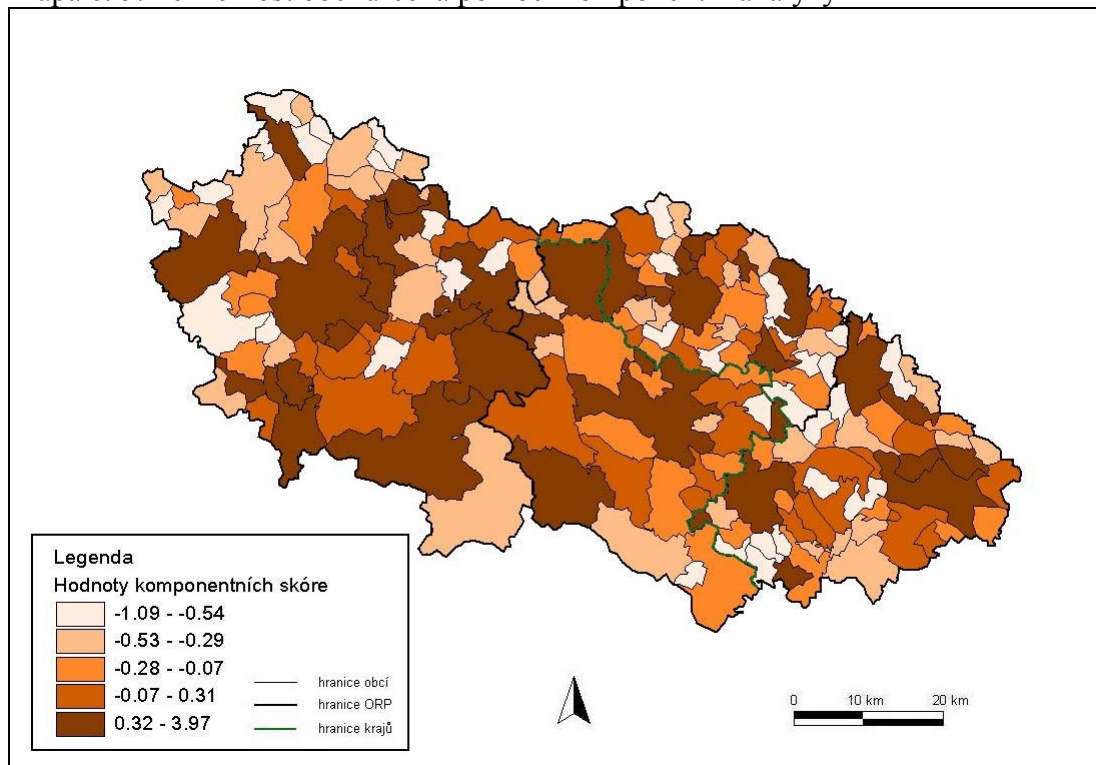 Legenda
Hodnoty komponentních skóre
-1.09 - -0.54
-0.53 - -0.29
-0.28 - -0.07
-0.07 - 0.31
0.32 - 3.97
hranice obcí
hranice ORP
hranice krajů
0 10 km 20 km